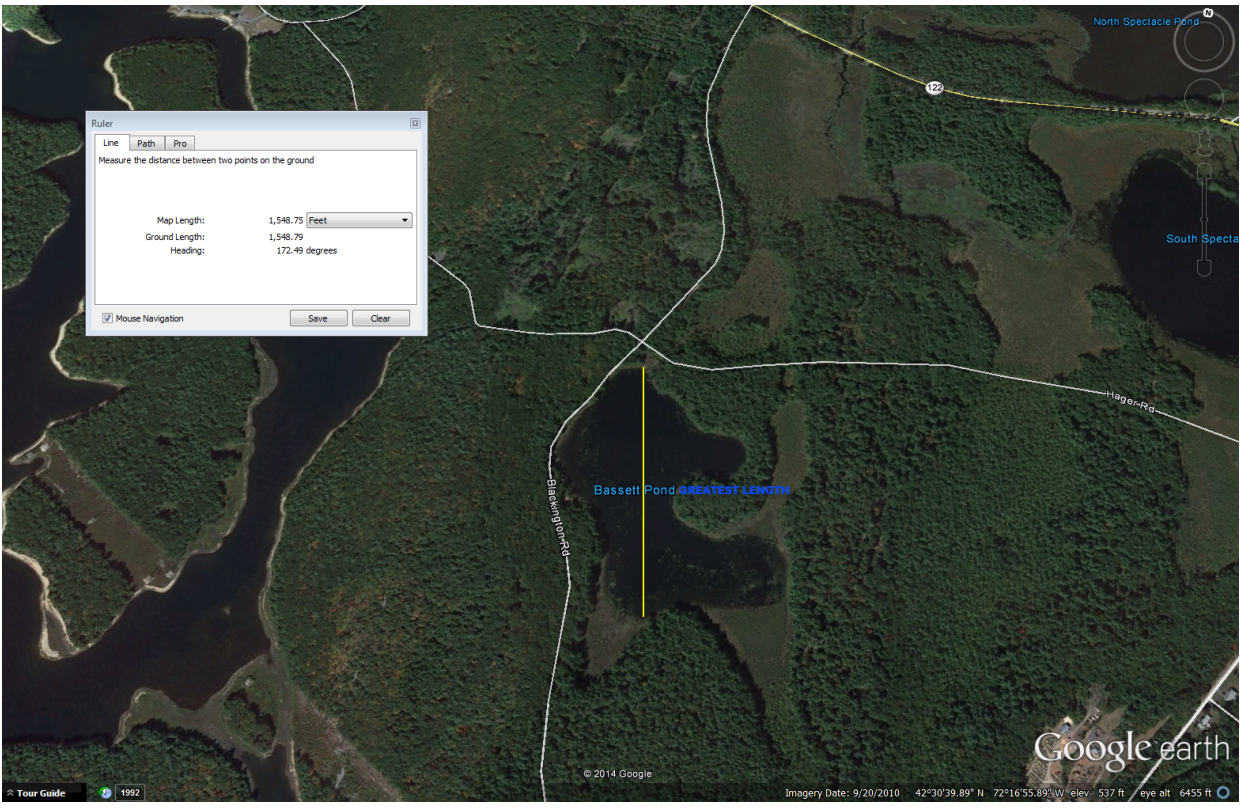 North Spectacle Pond
N
122
Ruler
Line Path Pro
Measure the distance between two points on the ground
Map Length: 1,548.75 Feet
Ground Length: 1,548.79
Heading: 172.49 degrees
Mouse Navigation Save Clear
South Specta
Hager Rd
Bassett Pond GREATEST LENGTH
Blackington Rd
Google earth
© 2014 Google
Tour Guide 1992 Imagery Date: 9/20/2010 42°30'39.89" N 72°16'55.89" W elev 537 ft eye alt 6455 ft